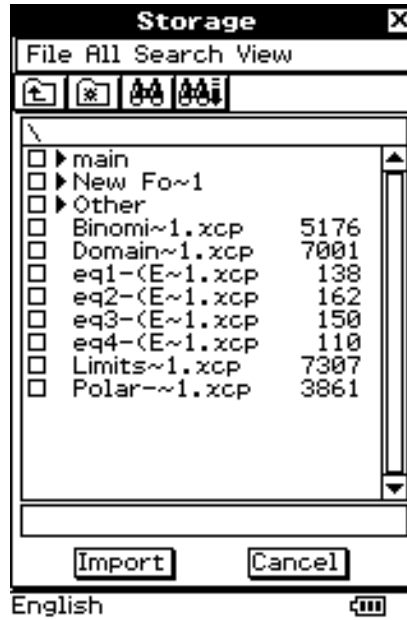 Storage X
File All Search View
\
main
New Fo~1
Other
Binomi~1.xcp 5176
Domain~1.xcp 7001
eq1-(E~1.xcp 138
eq2-(E~1.xcp 162
eq3-(E~1.xcp 150
eq4-(E~1.xcp 110
Limits~1.xcp 7307
Polar-~1.xcp 3861
Import Cancel
English